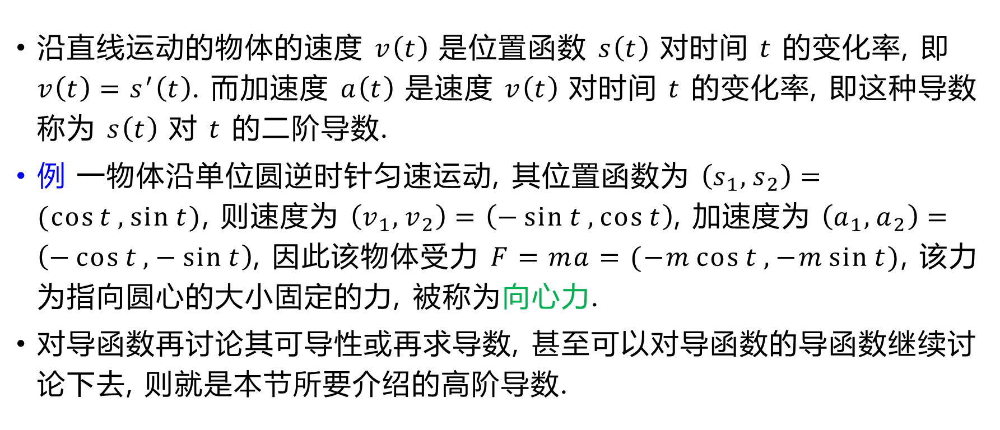 • 沿直线运动的物体的速度 v(t) 是位置函数 s(t) 对时间 t 的变化率, 即
v(t) = s′(t). 而加速度 a(t) 是速度 v(t) 对时间 t 的变化率, 即这种导数
称为 s(t) 对 t 的二阶导数.
• 例 一物体沿单位圆逆时针匀速运动, 其位置函数为 (s₁, s₂) =
(cos t , sin t), 则速度为 (v₁, v₂) = (− sin t , cos t), 加速度为 (a₁, a₂) =
(− cos t , − sin t), 因此该物体受力 F = ma = (−m cos t , −m sin t), 该力
为指向圆心的大小固定的力, 被称为向心力.
• 对导函数再讨论其可导性或再求导数, 甚至可以对导函数的导函数继续讨
论下去, 则就是本节所要介绍的高阶导数.